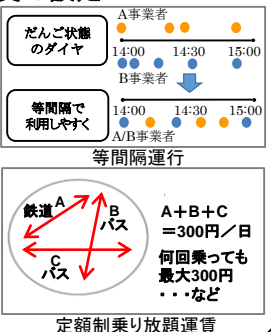 A事業者
だんご状態
のダイヤ
14:00 14:30 15:00
B事業者
等間隔で
利用しやすく
14:00 14:30 15:00
A/B事業者
等間隔運行
鉄道 A
B
バス
C
バス
A+B+C
=300円/日
何回乗っても
最大300円
・・・など
定額制乗り放題運賃